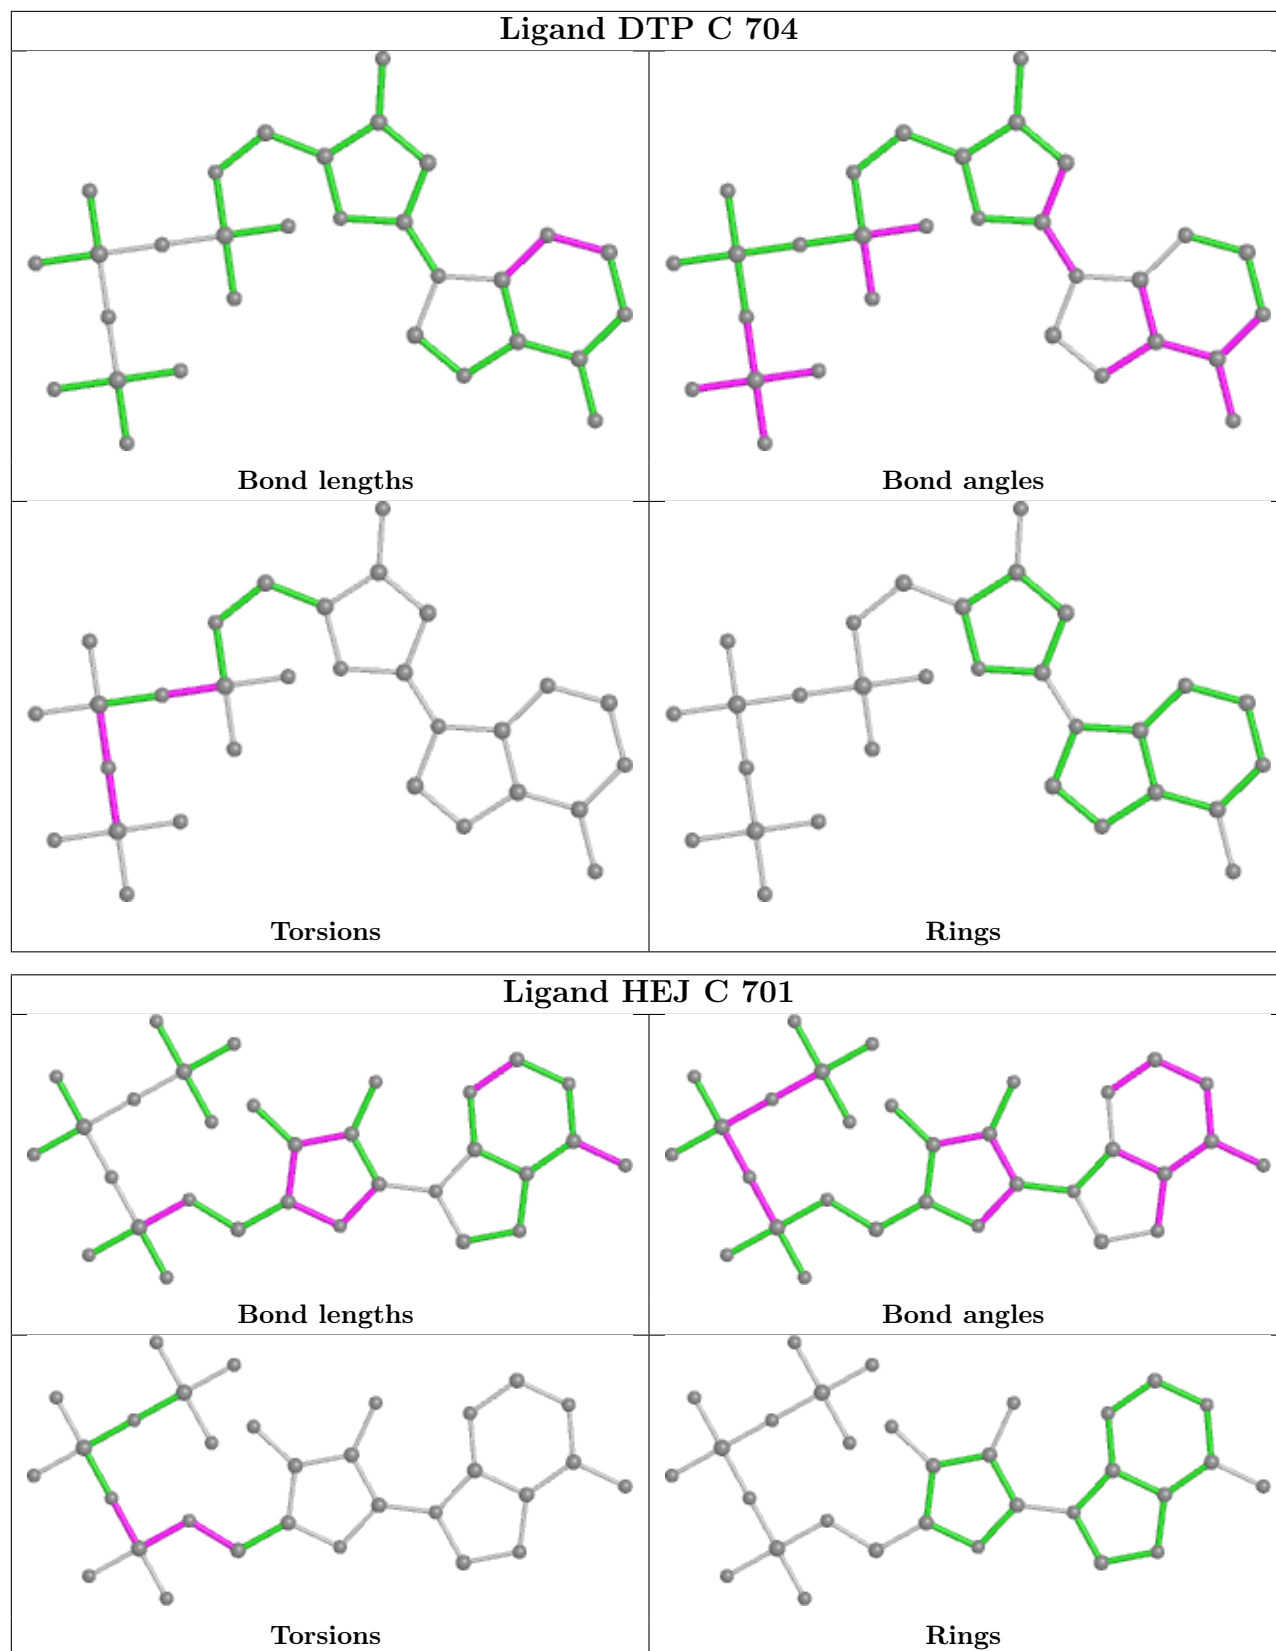 Ligand DTP C 704
Bond lengths
Bond angles
Torsions
Rings
Ligand HEJ C 701
Bond lengths
Bond angles
Torsions
Rings